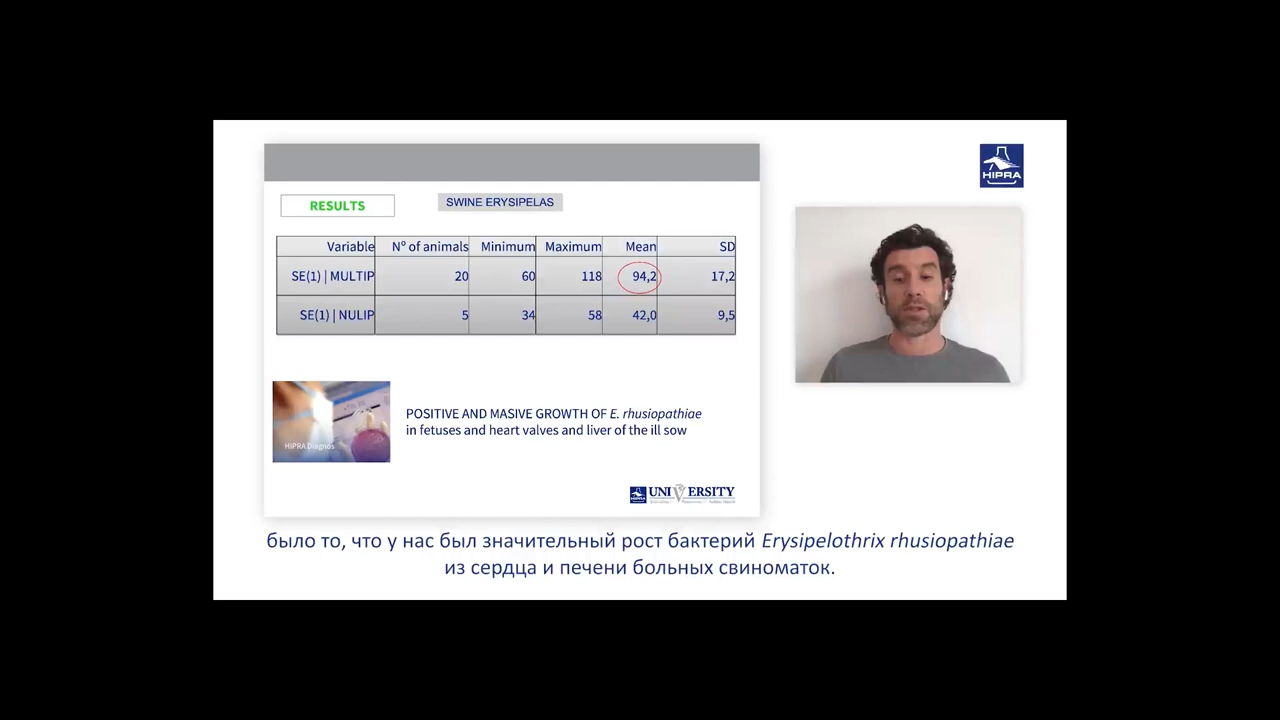 HIPRA
RESULTS
SWINE ERYSIPELAS
Variable Nº of animals Minimum Maximum Mean SD
SE(1) | MULTIP 20 60 118 94,2 17,2
SE(1) | NULIP 5 34 58 42,0 9,5
POSITIVE AND MASIVE GROWTH OF E. rhusiopathiae
in fetuses and heart valves and liver of the ill sow
HIPRA Diagnos
HIPRA UNIVERSITY
было то, что у нас был значительный рост бактерий Erysipelothrix rhusiopathiae
из сердца и печени больных свиноматок.